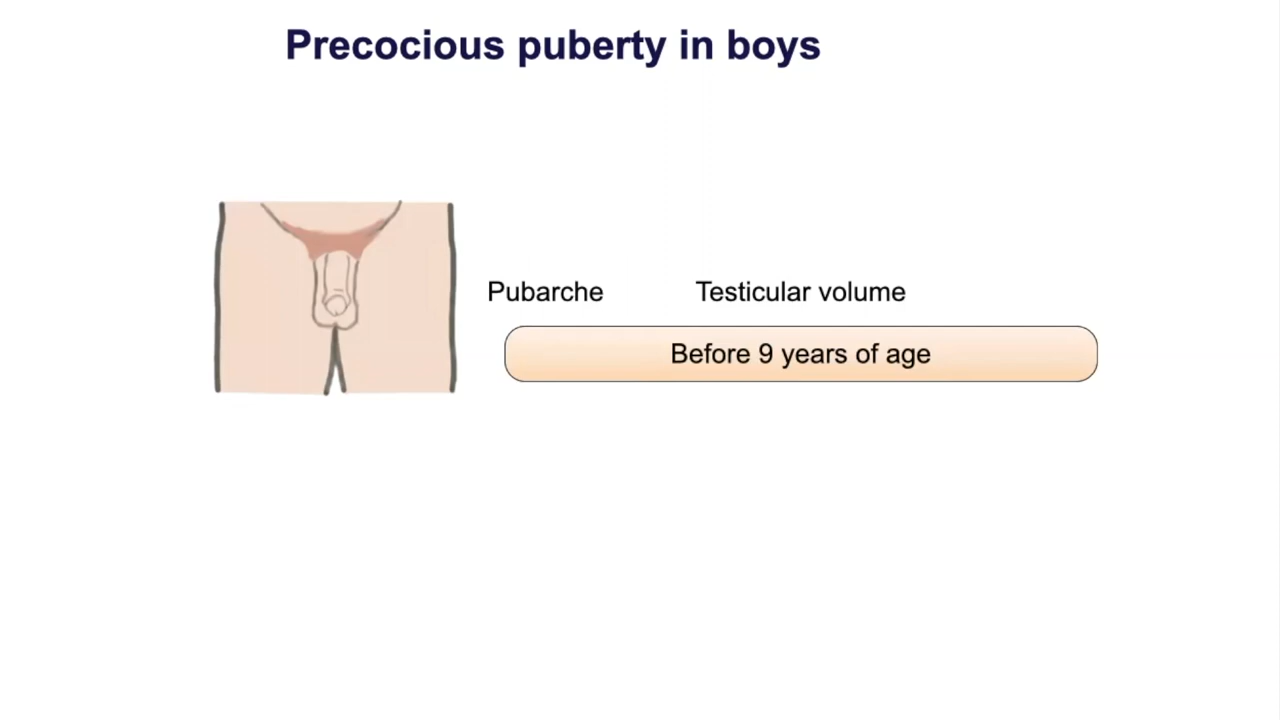 Precocious puberty in boys
Pubarche Testicular volume
Before 9 years of age